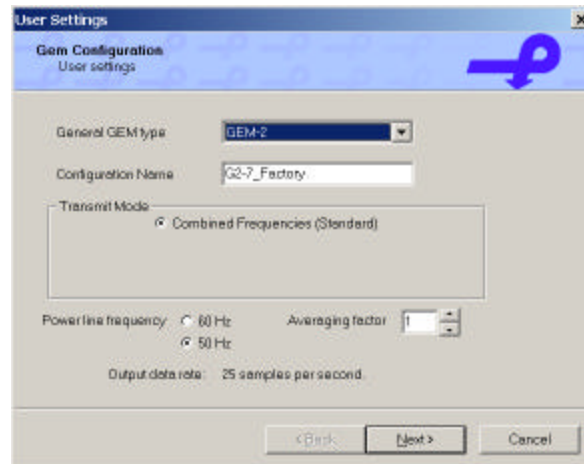 User Settings
Gem Configuration
User settings
General GEM type GEM-2
Configuration Name G2-7_Factory
Transmit Mode
Combined Frequencies (Standard)
Power line frequency 60 Hz Averaging factor 1
50 Hz
Output data rate: 25 samples per second.
< Back Next > Cancel